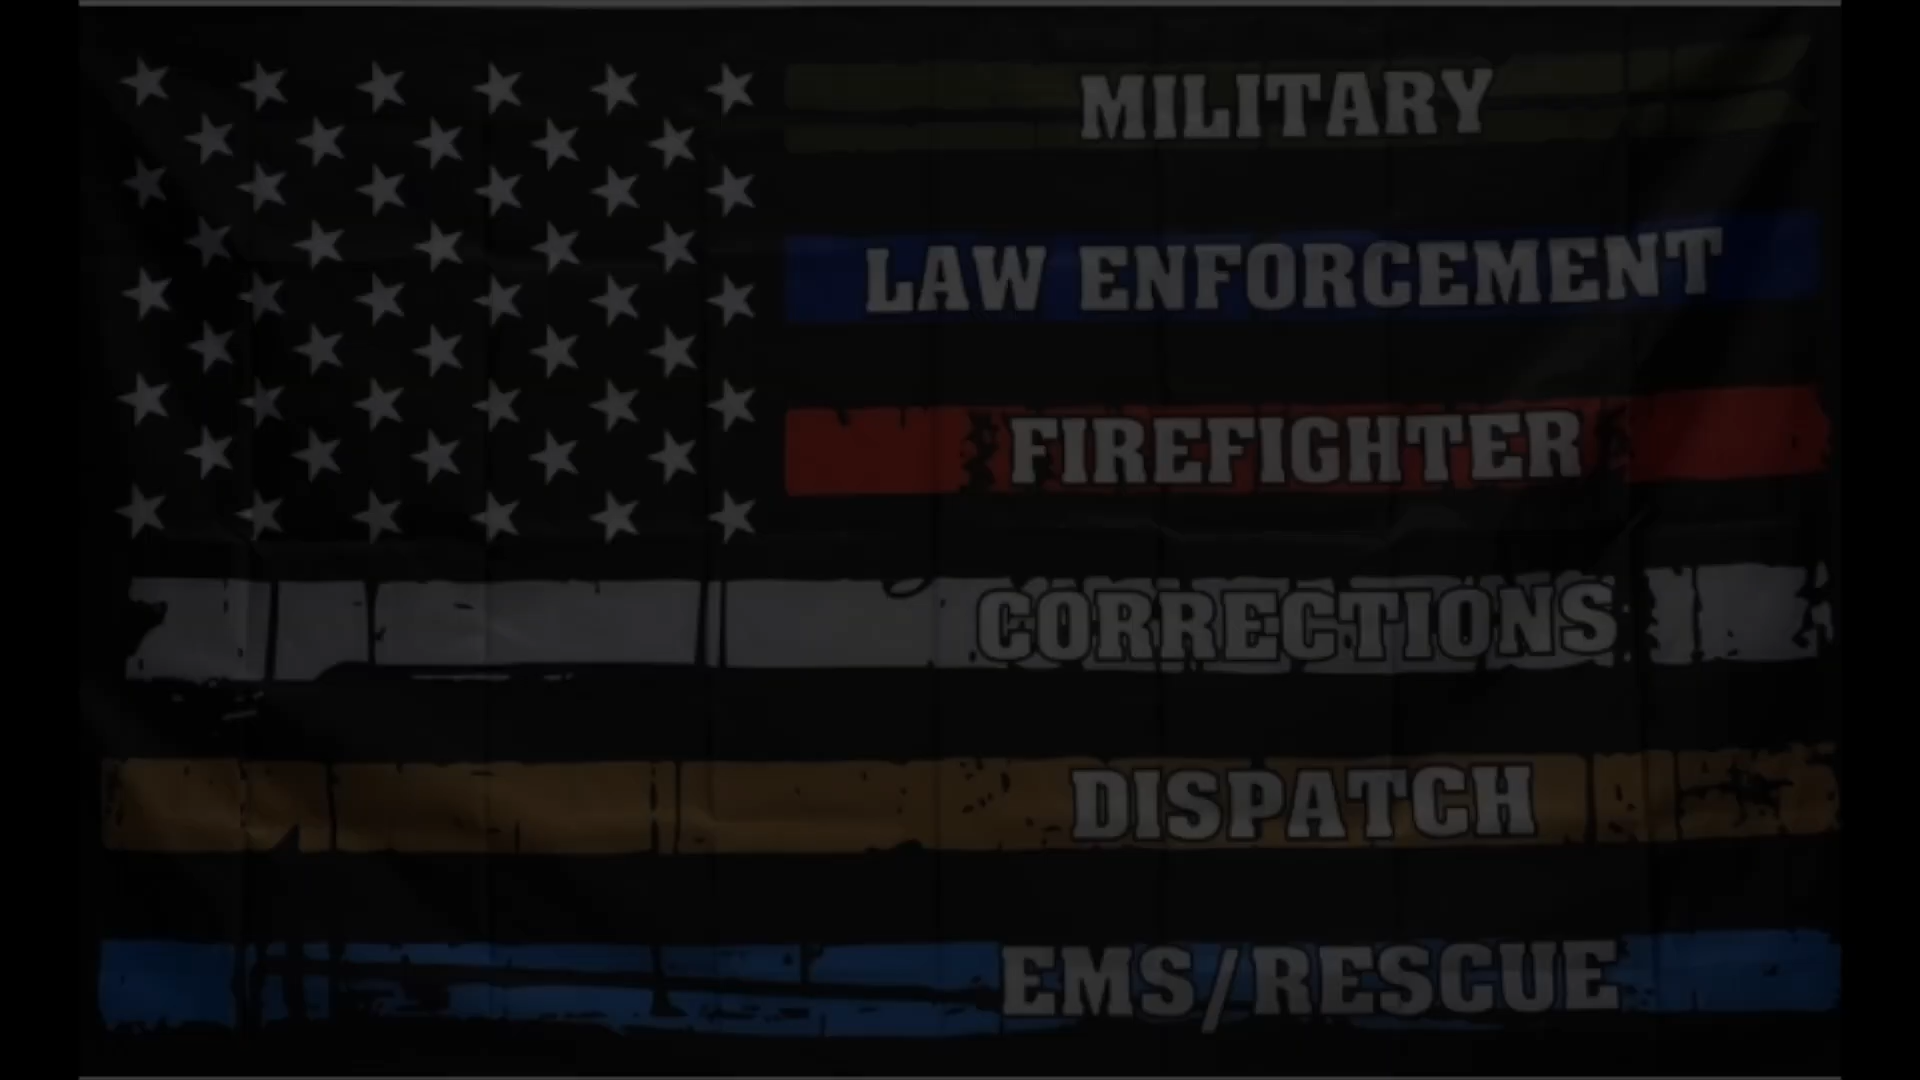 MILITARY
LAW ENFORCEMENT
FIREFIGHTER
CORRECTIONS
DISPATCH
EMS/RESCUE